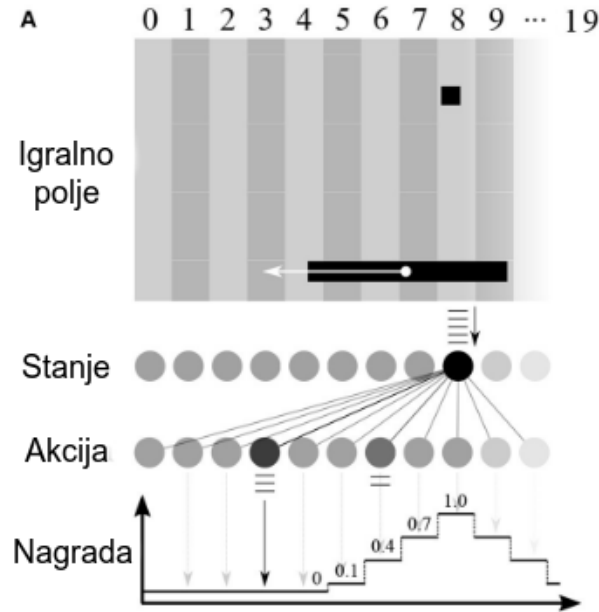 A 0 1 2 3 4 5 6 7 8 9 ... 19
Igralno
polje
Stanje
Akcija
Nagrada
0 0.1 0.4 0.7 1.0